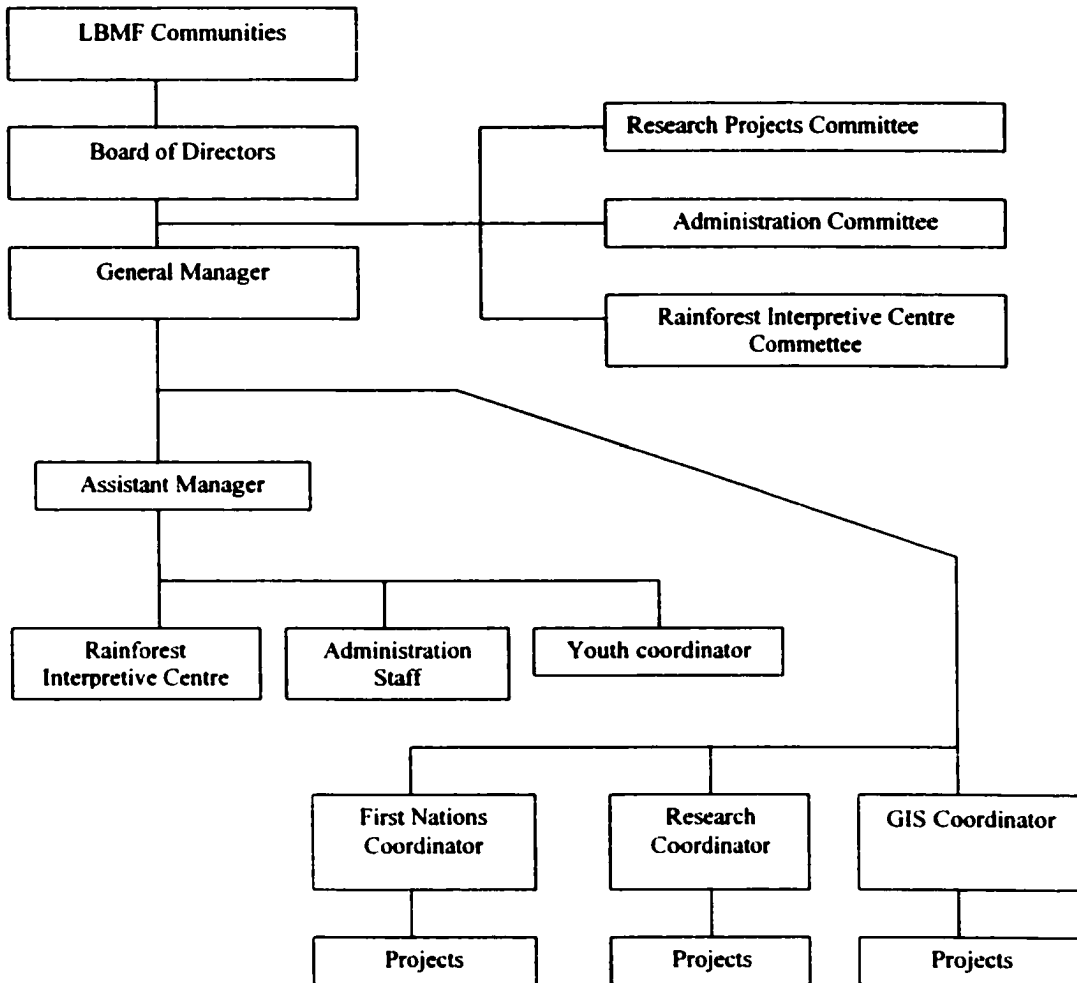 LBMF Communities
Board of Directors
Research Projects Committee
Administration Committee
General Manager
Rainforest Interpretive Centre
Commettee
Assistant Manager
Rainforest
Interpretive Centre
Administration
Staff
Youth coordinator
First Nations
Coordinator
Research
Coordinator
GIS Coordinator
Projects
Projects
Projects